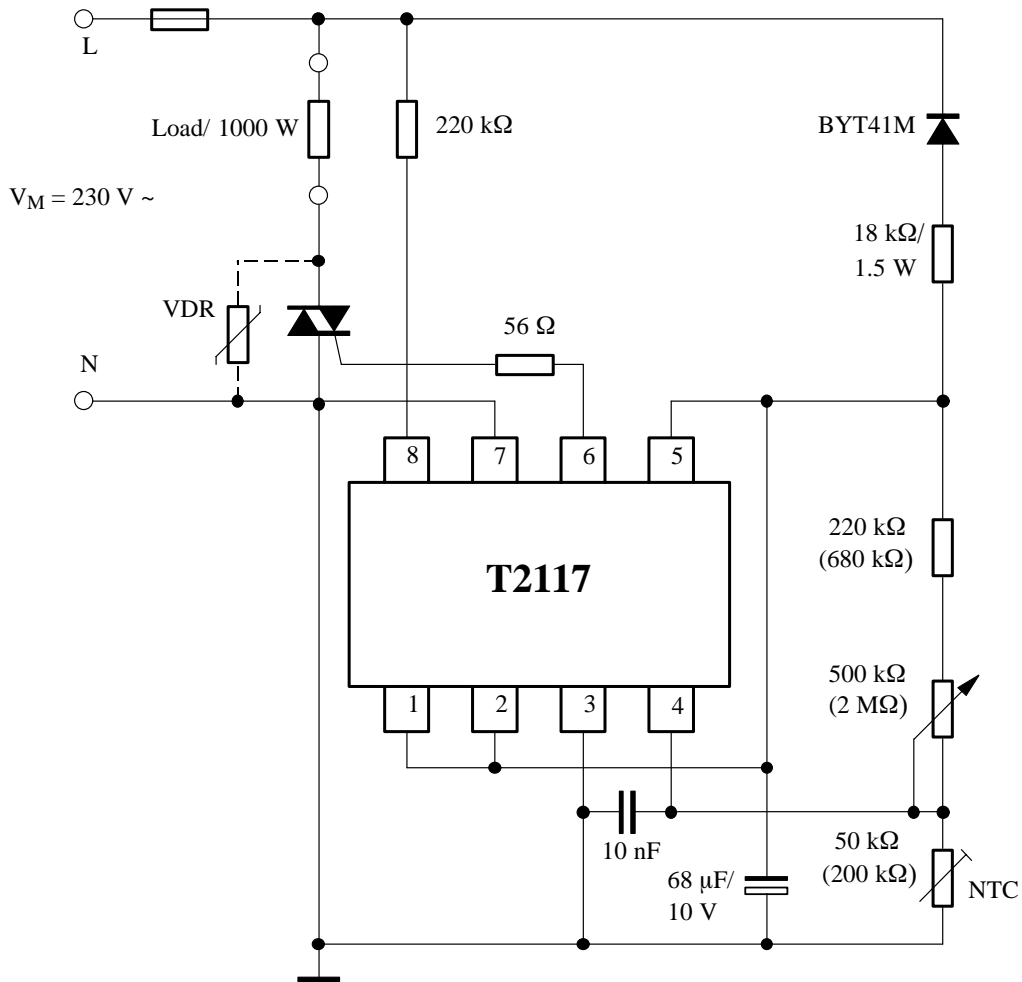 L
Load/ 1000 W
220 kΩ
BYT41M
V_M = 230 V ~
18 kΩ/
1.5 W
VDR
56 Ω
N
8
7
6
5
220 kΩ
(680 kΩ)
T2117
500 kΩ
(2 MΩ)
1
2
3
4
10 nF
50 kΩ
(200 kΩ)
NTC
68 μF/
10 V